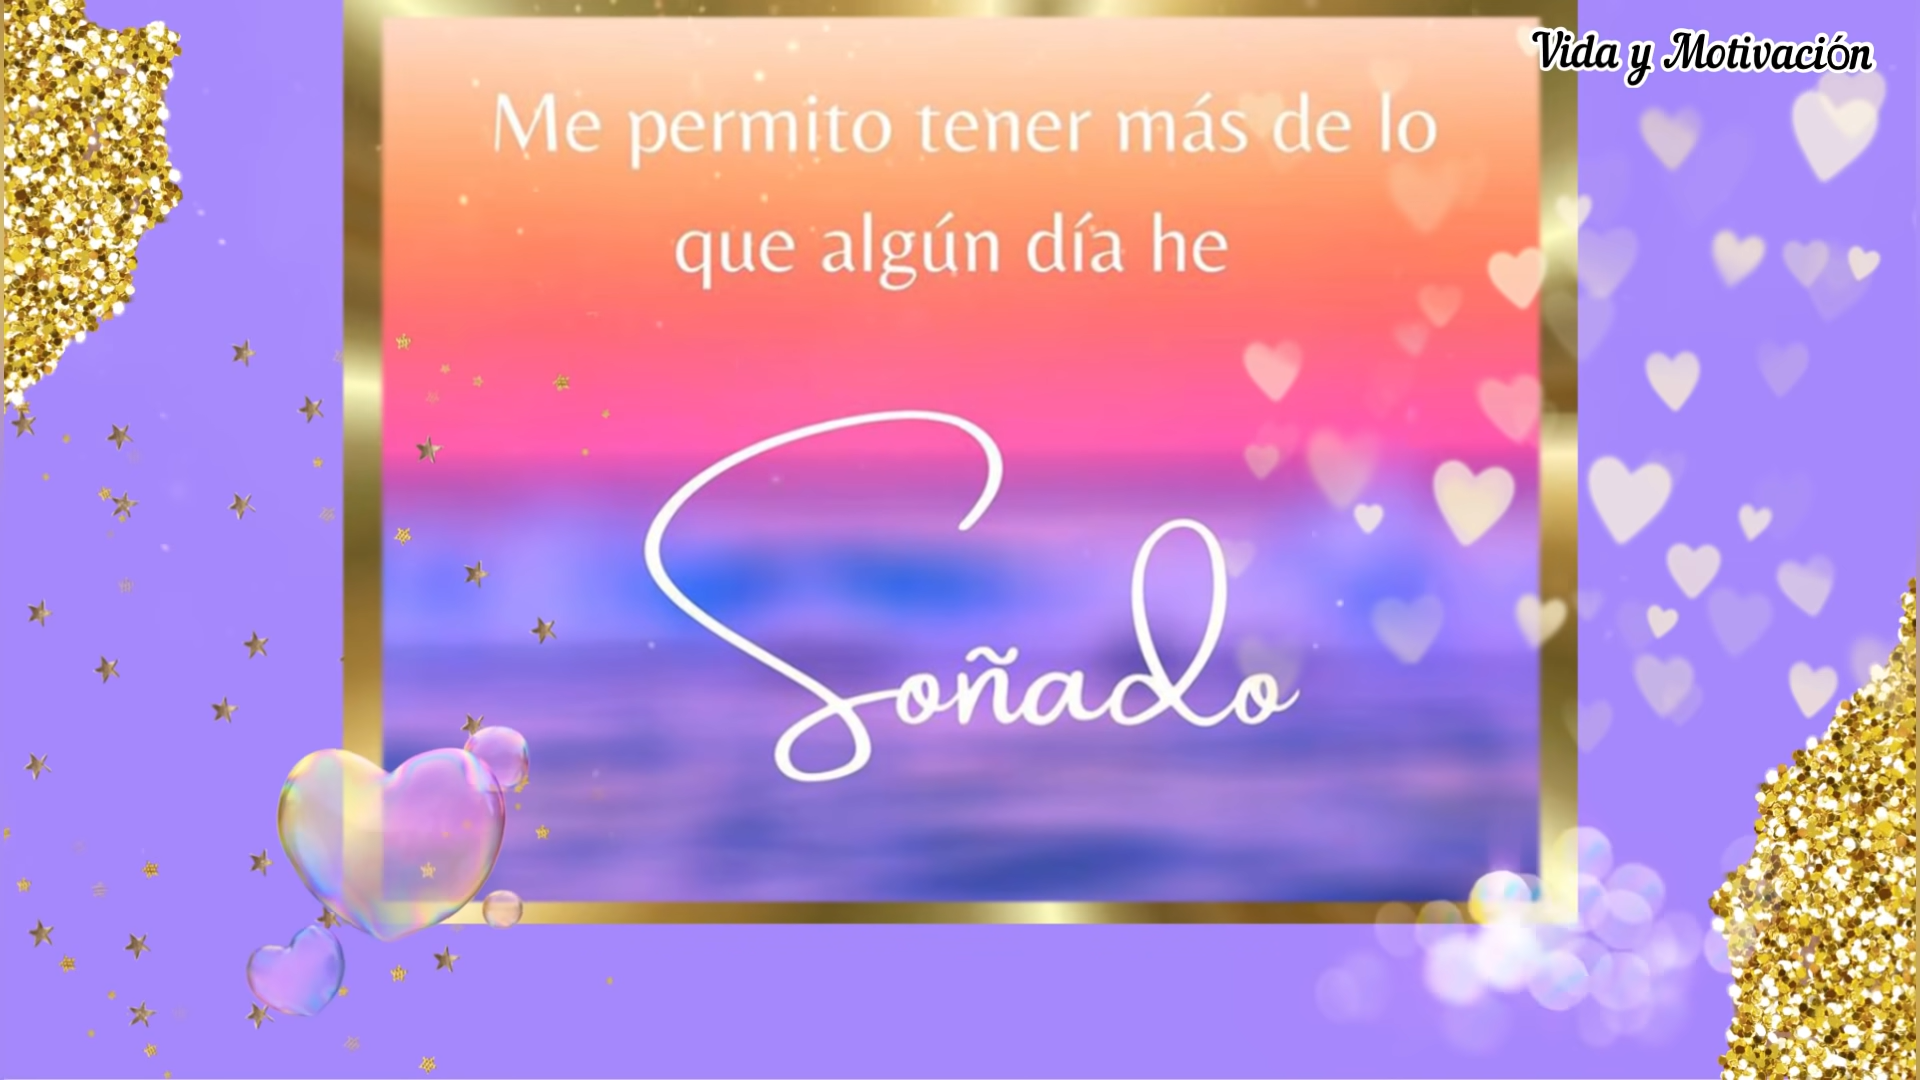 Vida y Motivación
Me permito tener más de lo
que algún día he
Soñado